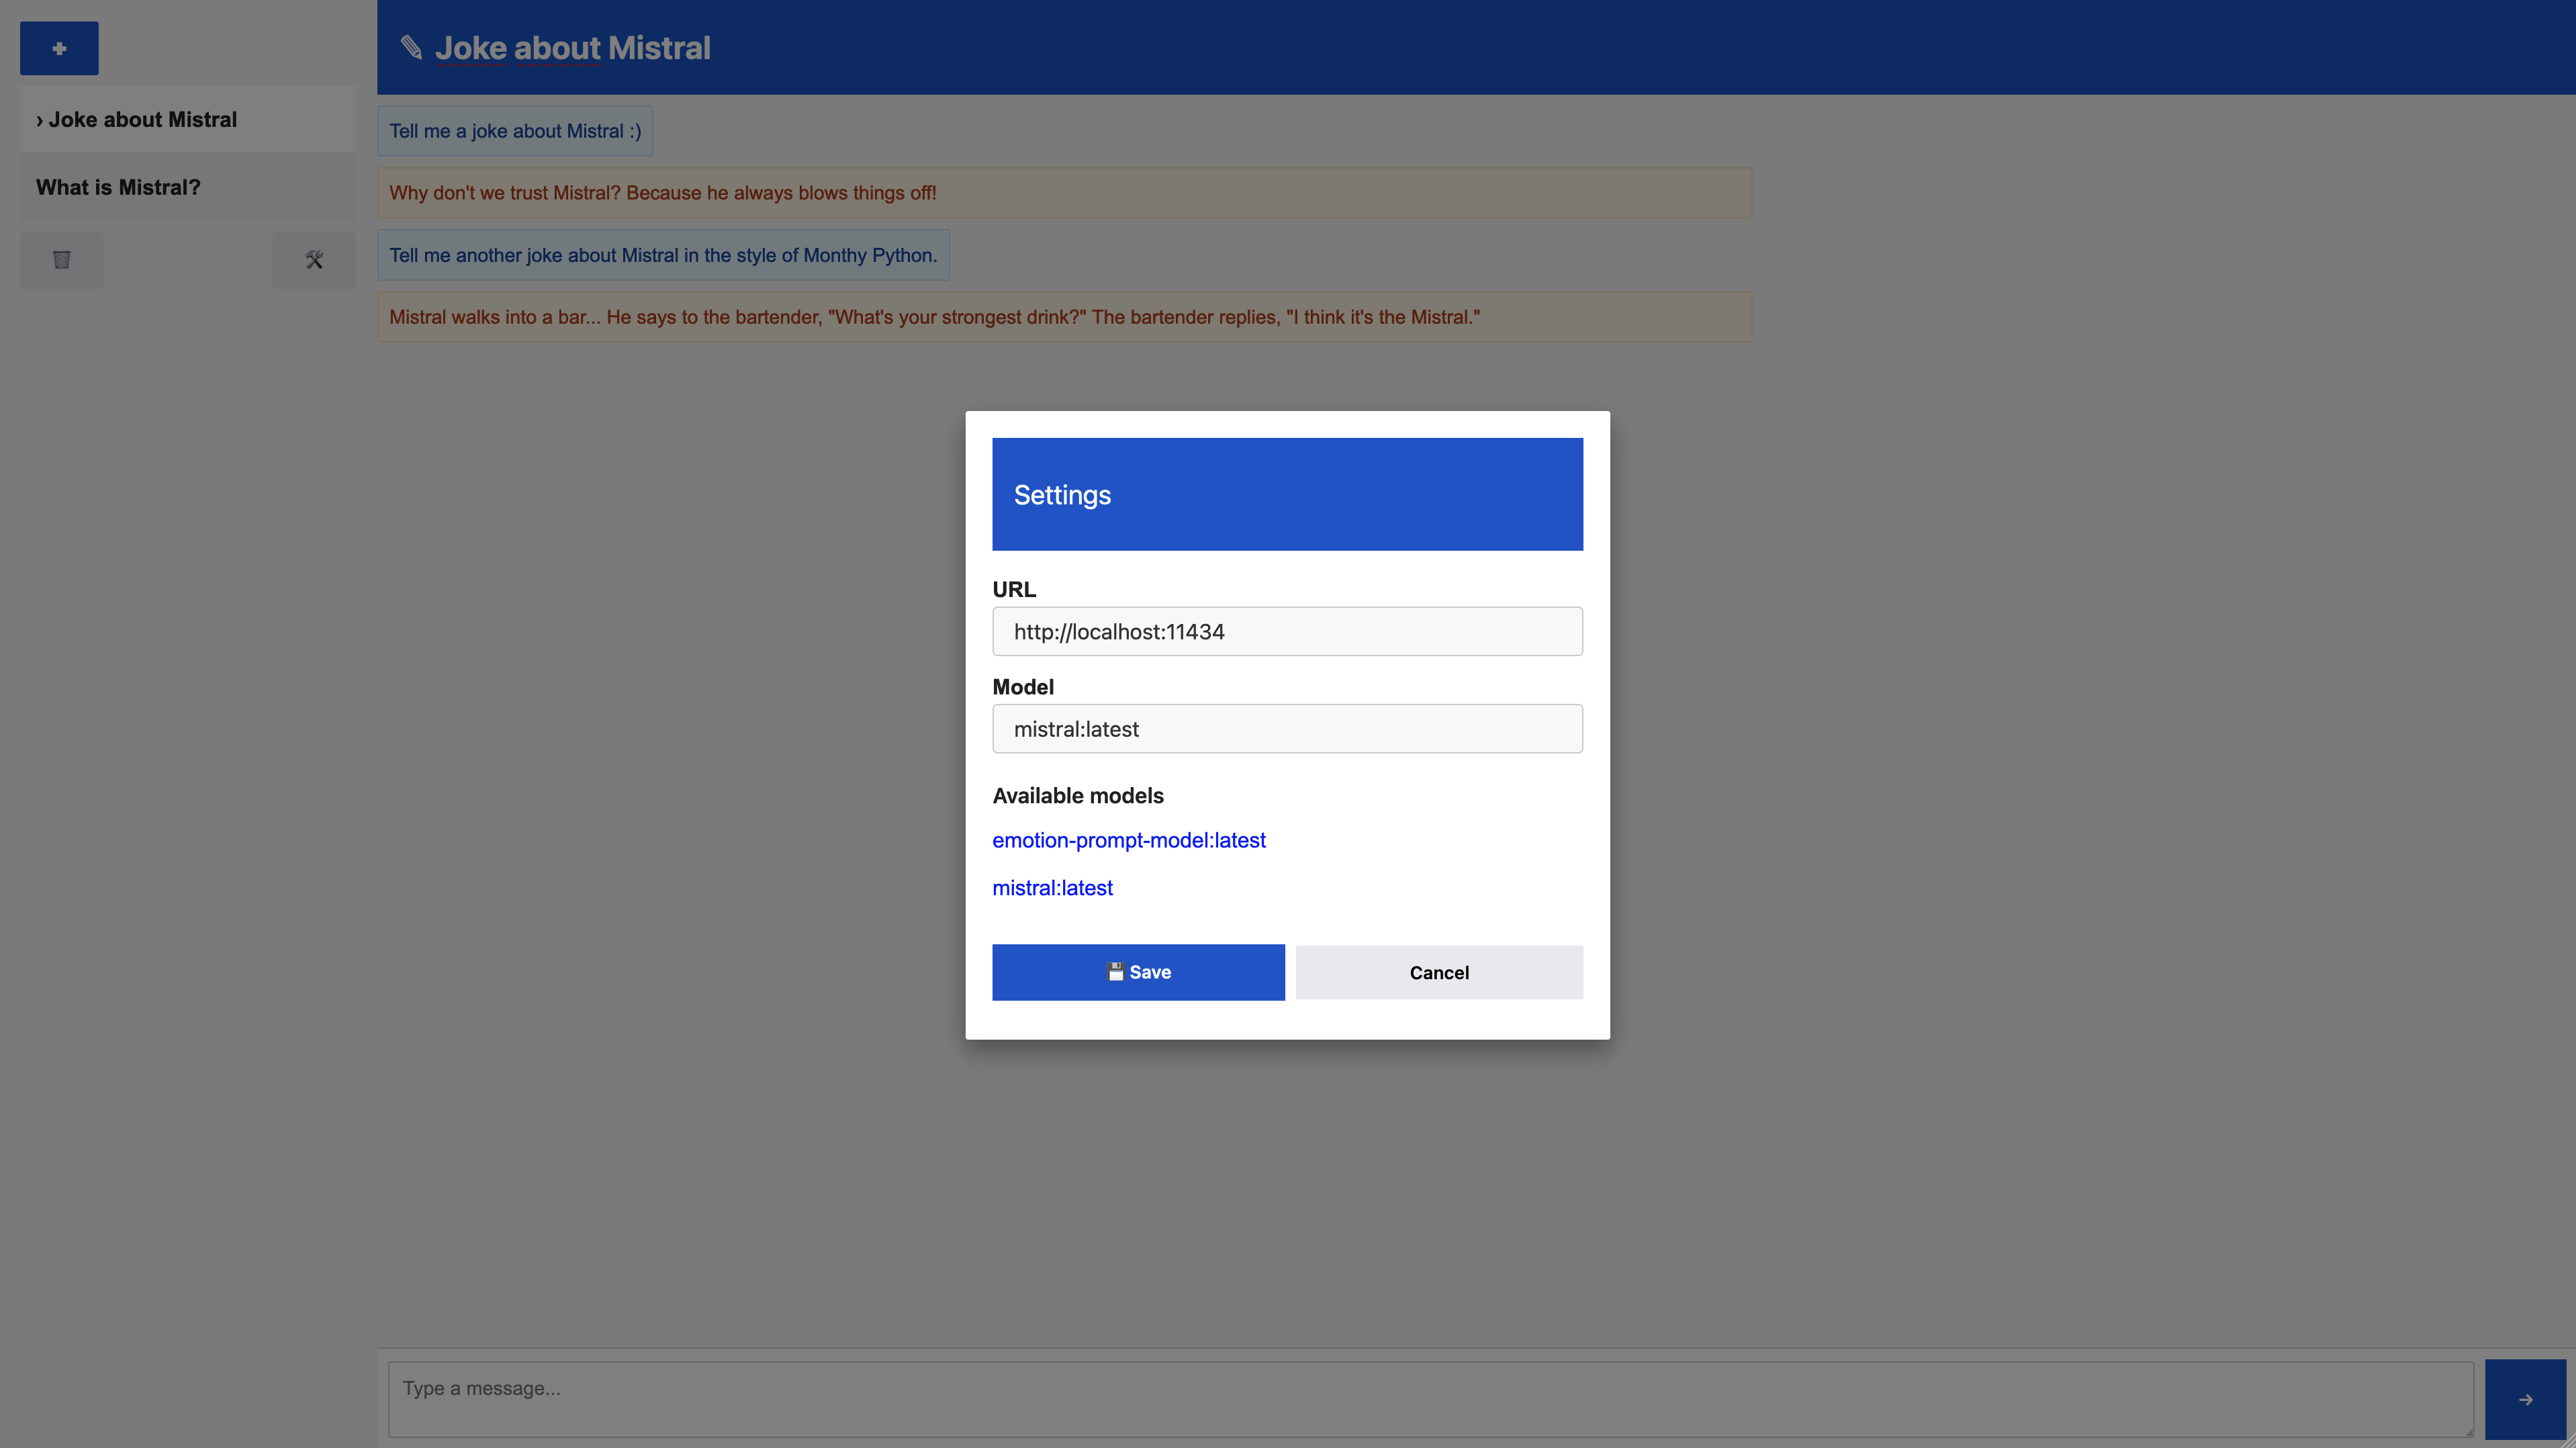 Joke about Mistral
› Joke about Mistral
What is Mistral?
Tell me a joke about Mistral :)
Why don't we trust Mistral? Because he always blows things off!
Tell me another joke about Mistral in the style of Monthy Python.
Mistral walks into a bar... He says to the bartender, "What's your strongest drink?" The bartender replies, "I think it's the Mistral."
Settings
URL
http://localhost:11434
Model
mistral:latest
Available models
emotion-prompt-model:latest
mistral:latest
Save
Cancel
Type a message...